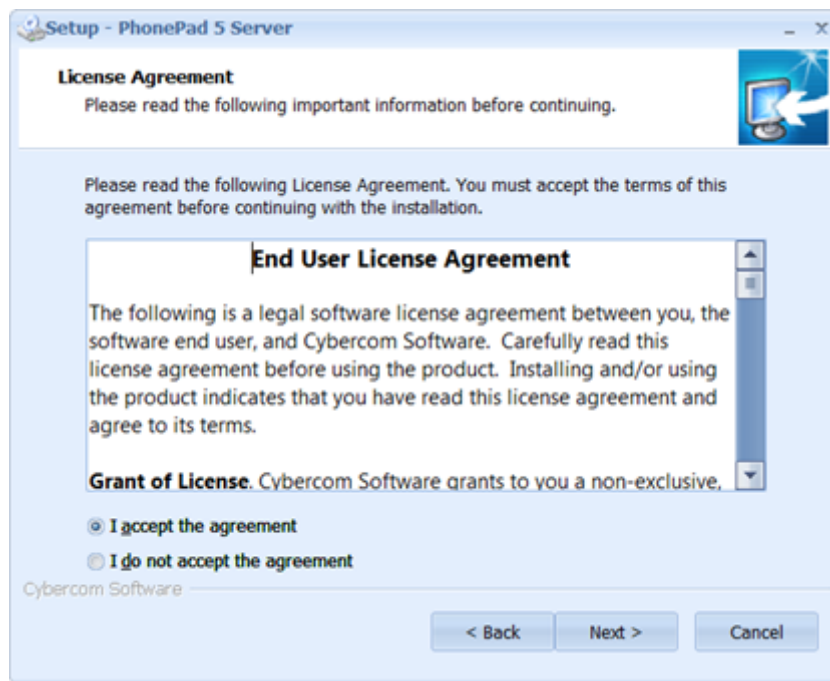 Setup - PhonePad 5 Server
License Agreement
Please read the following important information before continuing.
Please read the following License Agreement. You must accept the terms of this
agreement before continuing with the installation.
End User License Agreement
The following is a legal software license agreement between you, the
software end user, and Cybercom Software.  Carefully read this
license agreement before using the product.  Installing and/or using
the product indicates that you have read this license agreement and
agree to its terms.
Grant of License. Cybercom Software grants to you a non-exclusive,
I accept the agreement
I do not accept the agreement
Cybercom Software
< Back
Next >
Cancel